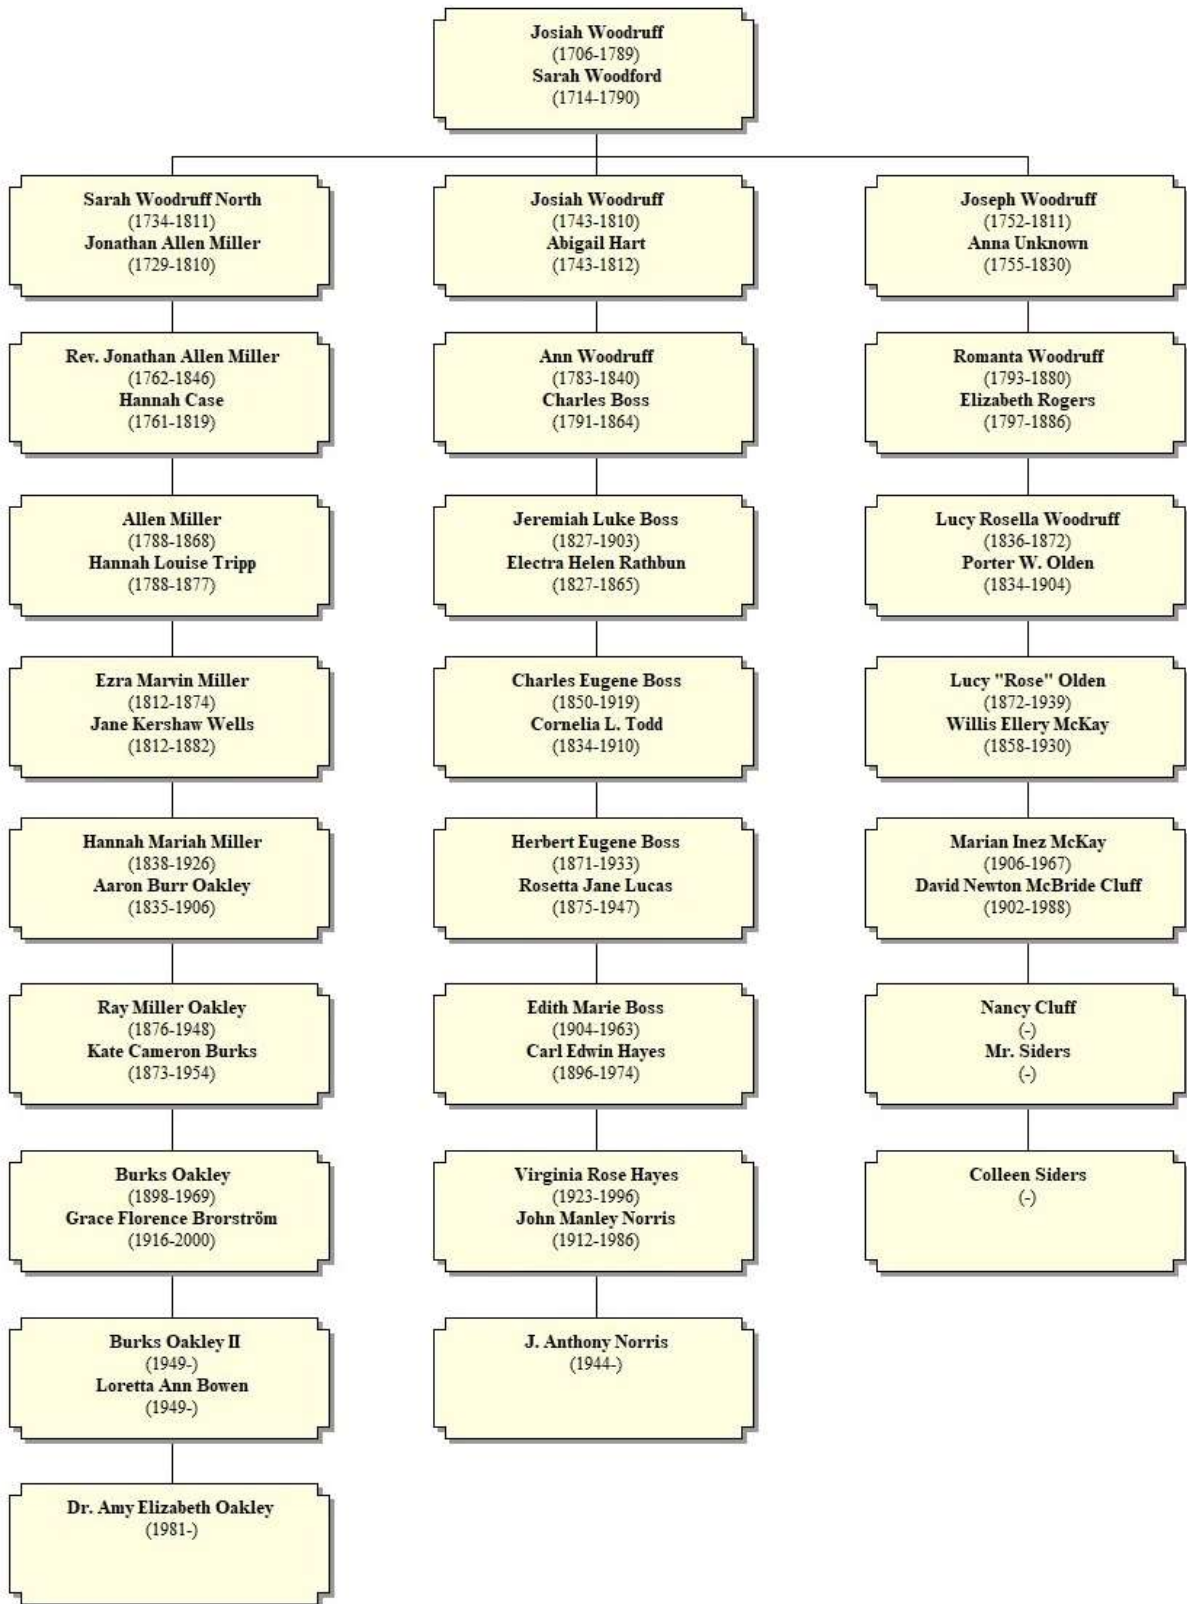 Josiah Woodruff
(1706-1789)
Sarah Woodford
(1714-1790)
Sarah Woodruff North
(1734-1811)
Jonathan Allen Miller
(1729-1810)
Josiah Woodruff
(1743-1810)
Abigail Hart
(1743-1812)
Joseph Woodruff
(1752-1811)
Anna Unknown
(1755-1830)
Rev. Jonathan Allen Miller
(1762-1846)
Hannah Case
(1761-1819)
Ann Woodruff
(1783-1840)
Charles Boss
(1791-1864)
Romanta Woodruff
(1793-1880)
Elizabeth Rogers
(1797-1886)
Allen Miller
(1788-1868)
Hannah Louise Tripp
(1788-1877)
Jeremiah Luke Boss
(1827-1903)
Electra Helen Rathbun
(1827-1865)
Lucy Rosella Woodruff
(1836-1872)
Porter W. Olden
(1834-1904)
Ezra Marvin Miller
(1812-1874)
Jane Kershaw Wells
(1812-1882)
Charles Eugene Boss
(1850-1919)
Cornelia L. Todd
(1834-1910)
Lucy "Rose" Olden
(1872-1939)
Willis Ellery McKay
(1858-1930)
Hannah Mariah Miller
(1838-1926)
Aaron Burr Oakley
(1835-1906)
Herbert Eugene Boss
(1871-1933)
Rosetta Jane Lucas
(1875-1947)
Marian Inez McKay
(1906-1967)
David Newton McBride Cluff
(1902-1988)
Ray Miller Oakley
(1876-1948)
Kate Cameron Burks
(1873-1954)
Edith Marie Boss
(1904-1963)
Carl Edwin Hayes
(1896-1974)
Nancy Cluff
(-)
Mr. Siders
(-)
Burks Oakley
(1898-1969)
Grace Florence Brorström
(1916-2000)
Virginia Rose Hayes
(1923-1996)
John Manley Norris
(1912-1986)
Colleen Siders
(-)
Burks Oakley II
(1949-)
Loretta Ann Bowen
(1949-)
J. Anthony Norris
(1944-)
Dr. Amy Elizabeth Oakley
(1981-)